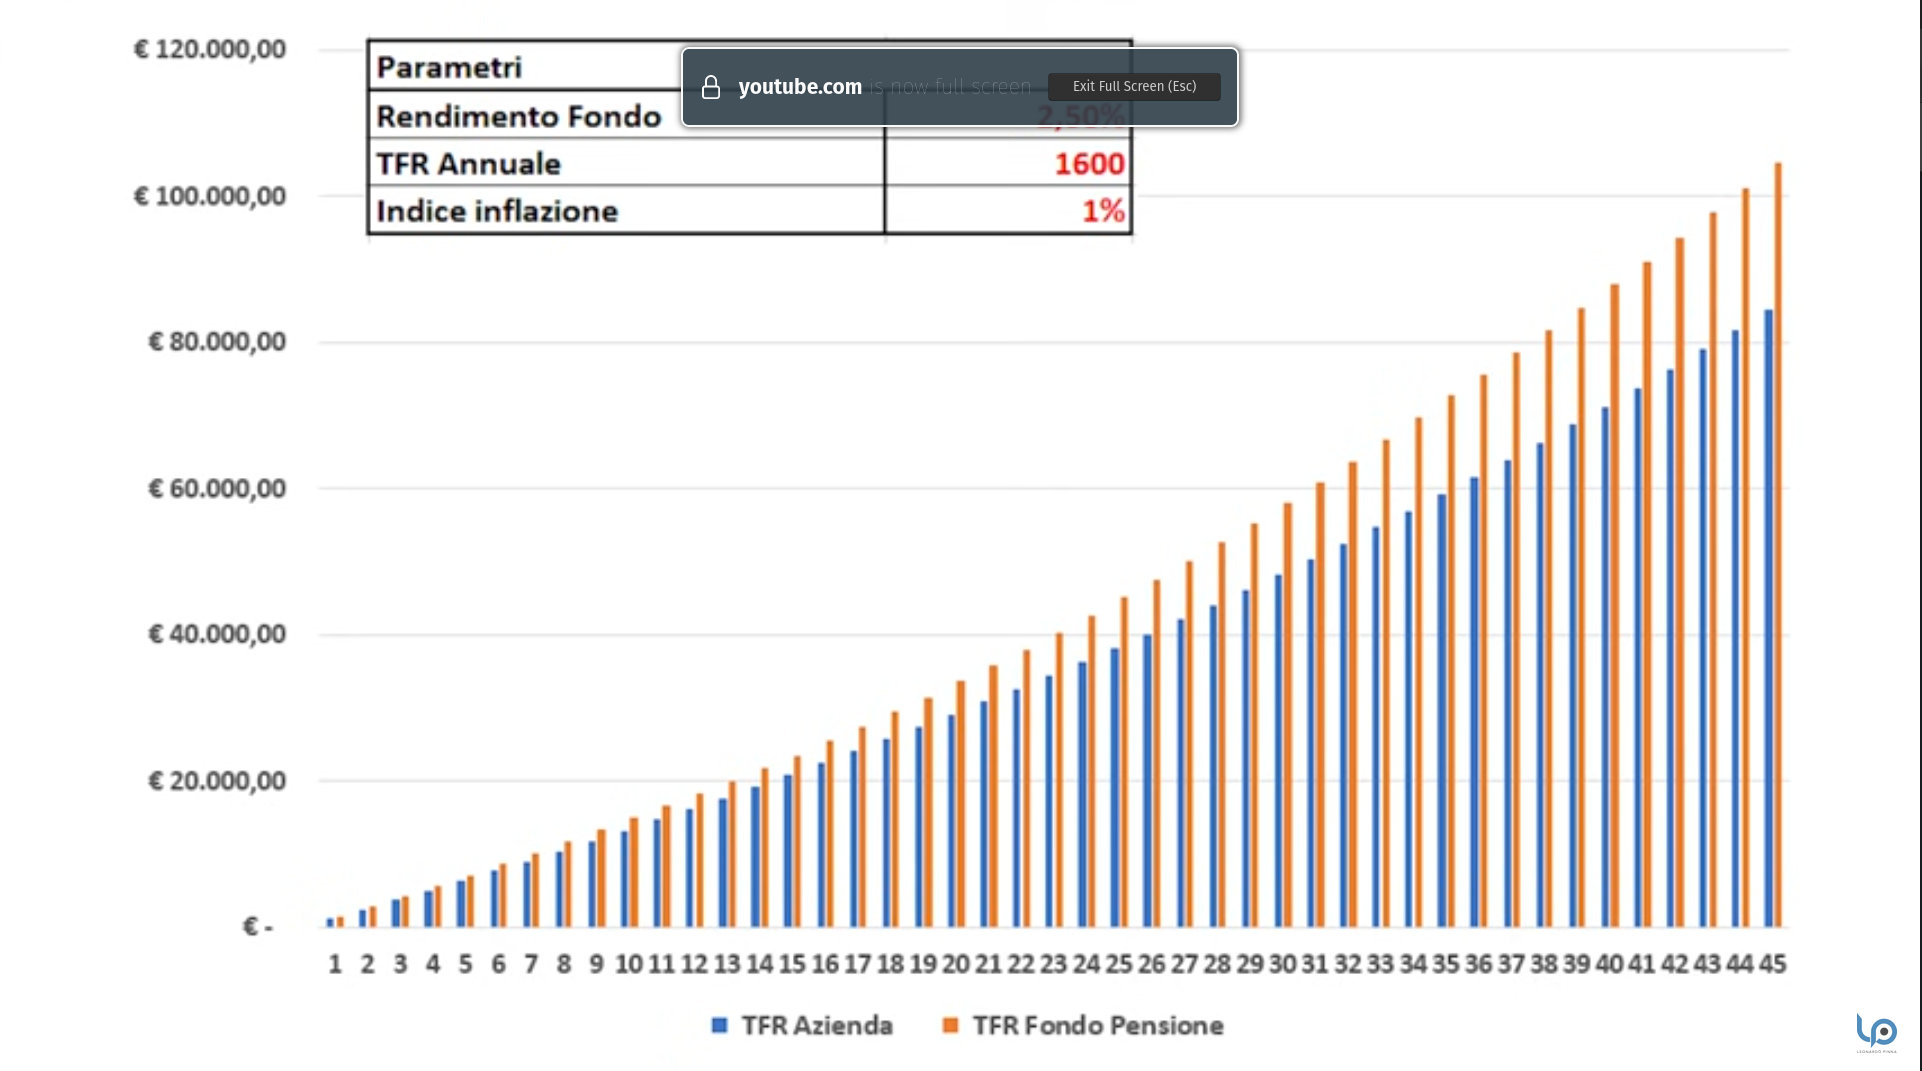 € 120.000,00
Parametri
youtube.com is now full screen
Exit Full Screen (Esc)
Rendimento Fondo 2,50%
TFR Annuale 1600
€ 100.000,00
Indice inflazione 1%
€ 80.000,00
€ 60.000,00
€ 40.000,00
€ 20.000,00
€ -
1 2 3 4 5 6 7 8 9 10 11 12 13 14 15 16 17 18 19 20 21 22 23 24 25 26 27 28 29 30 31 32 33 34 35 36 37 38 39 40 41 42 43 44 45
TFR Azienda TFR Fondo Pensione